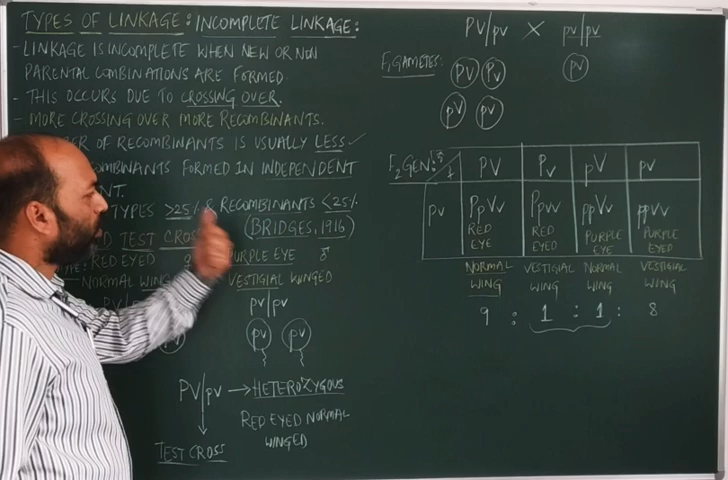 TYPES OF LINKAGE: INCOMPLETE LINKAGE:
- LINKAGE IS INCOMPLETE WHEN NEW OR NON
PARENTAL COMBINATIONS ARE FORMED.
- THIS OCCURS DUE TO CROSSING OVER.
- MORE CROSSING OVER MORE RECOMBINANTS.
OF RECOMBINANTS IS USUALLY LESS ✓
FORMED IN INDEPENDENT
TYPES >25% & RECOMBINANTS <25%
(BRIDGES, 1916)
TEST CROSS
RED EYED ♀ PURPLE EYE ♂
NORMAL WING VESTIGIAL WINGED
PV/PV pv/pv
pv pv
PV/pv → HETEROZYGOUS
RED EYED NORMAL
WINGED
TEST CROSS
PV/pv X pv/pv
F1 GAMETES: PV Pv pv
pV pv
F2 GEN: PV Pv pV pv
pv PpVv Ppvv ppVv ppvv
RED EYE RED EYED PURPLE EYE PURPLE EYED
NORMAL WING VESTIGIAL WING NORMAL WING VESTIGIAL WING
9 : 1 : 1 : 8